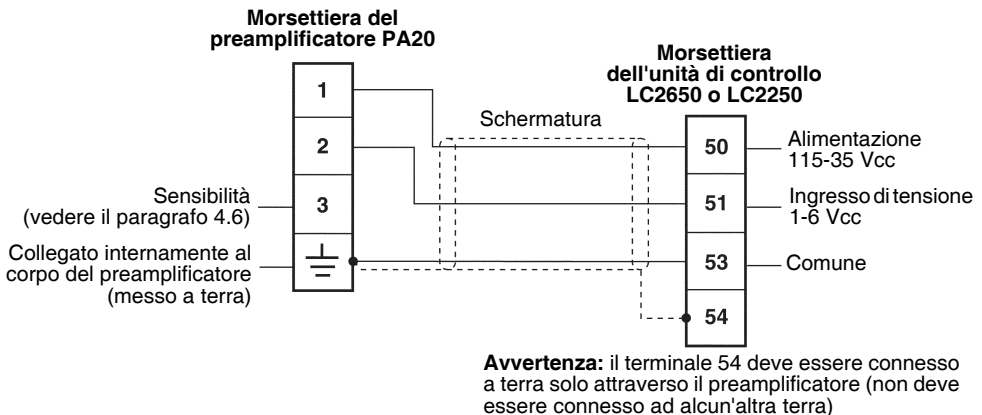 Morsettiera del
preamplificatore PA20
Morsettiera
dell'unità di controllo
LC2650 o LC2250
1
2
3
Schermatura
50
51
53
54
Alimentazione
115-35 Vcc
Ingresso di tensione
1-6 Vcc
Comune
Sensibilità
(vedere il paragrafo 4.6)
Collegato internamente al
corpo del preamplificatore
(messo a terra)
Avvertenza: il terminale 54 deve essere connesso
a terra solo attraverso il preamplificatore (non deve
essere connesso ad alcun'altra terra)